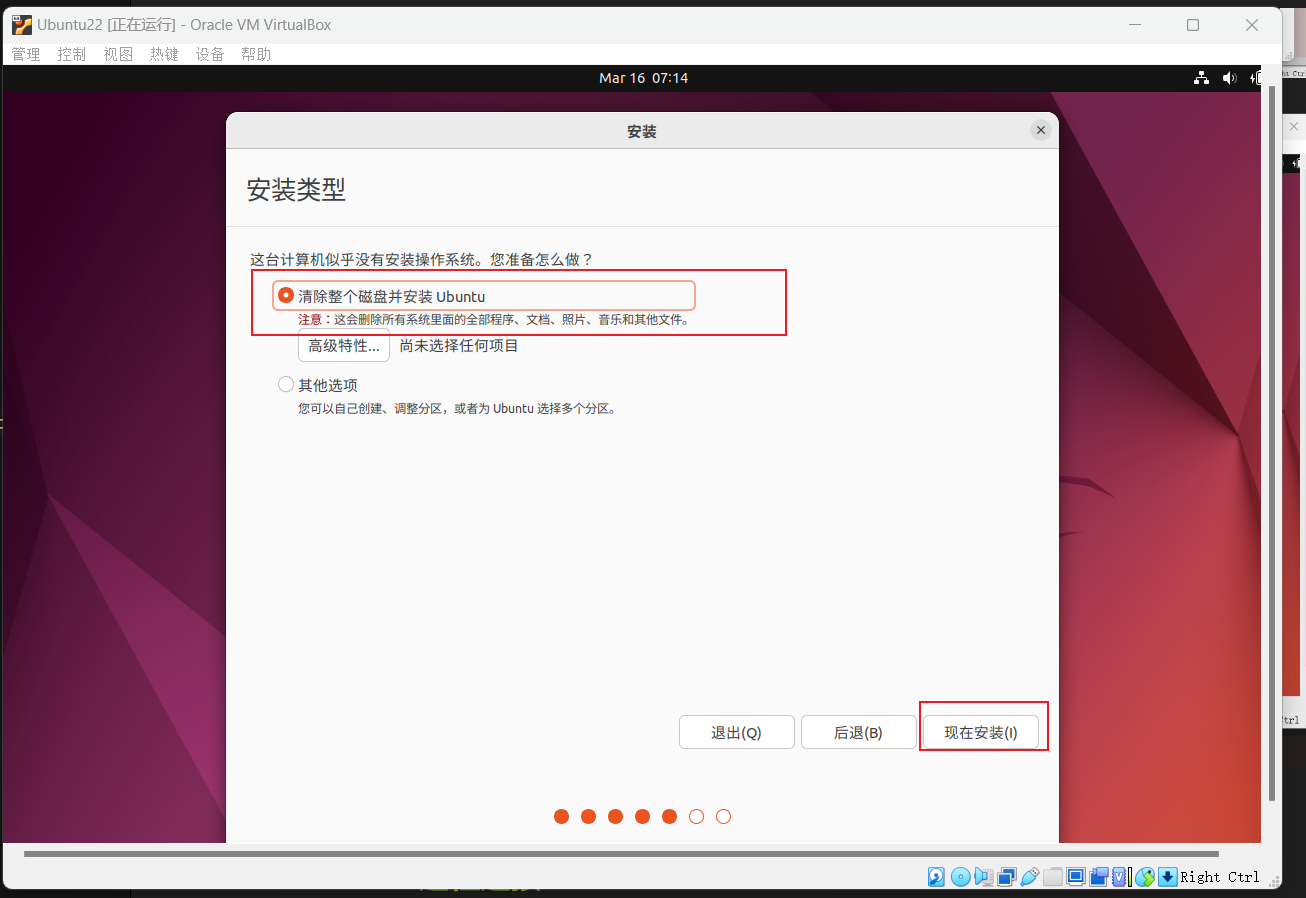 Ubuntu22 [正在运行] - Oracle VM VirtualBox
管理 控制 视图 热键 设备 帮助
Mar 16 07:14
安装
安装类型
这台计算机似乎没有安装操作系统。您准备怎么做？
清除整个磁盘并安装 Ubuntu
注意：这会删除所有系统里面的全部程序、文档、照片、音乐和其他文件。
高级特性... 尚未选择任何项目
其他选项
您可以自己创建、调整分区，或者为 Ubuntu 选择多个分区。
退出(Q) 后退(B) 现在安装(I)
Right Ctrl